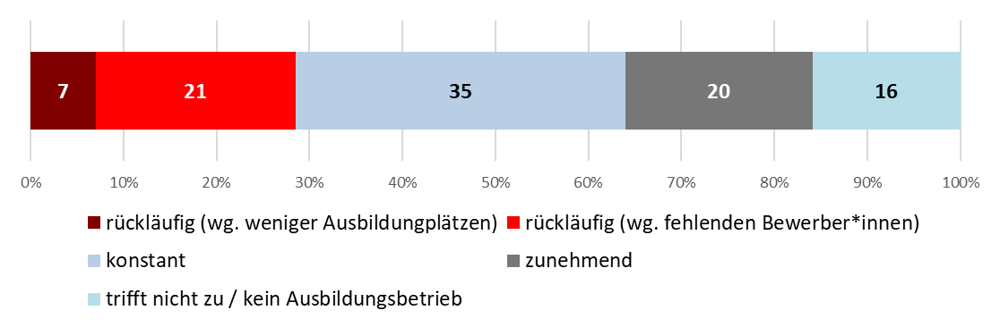 7 21 35 20 16
0% 10% 20% 30% 40% 50% 60% 70% 80% 90% 100%
rückläufig (wg. weniger Ausbildungplätzen) rückläufig (wg. fehlenden Bewerber*innen)
konstant zunehmend
trifft nicht zu / kein Ausbildungsbetrieb